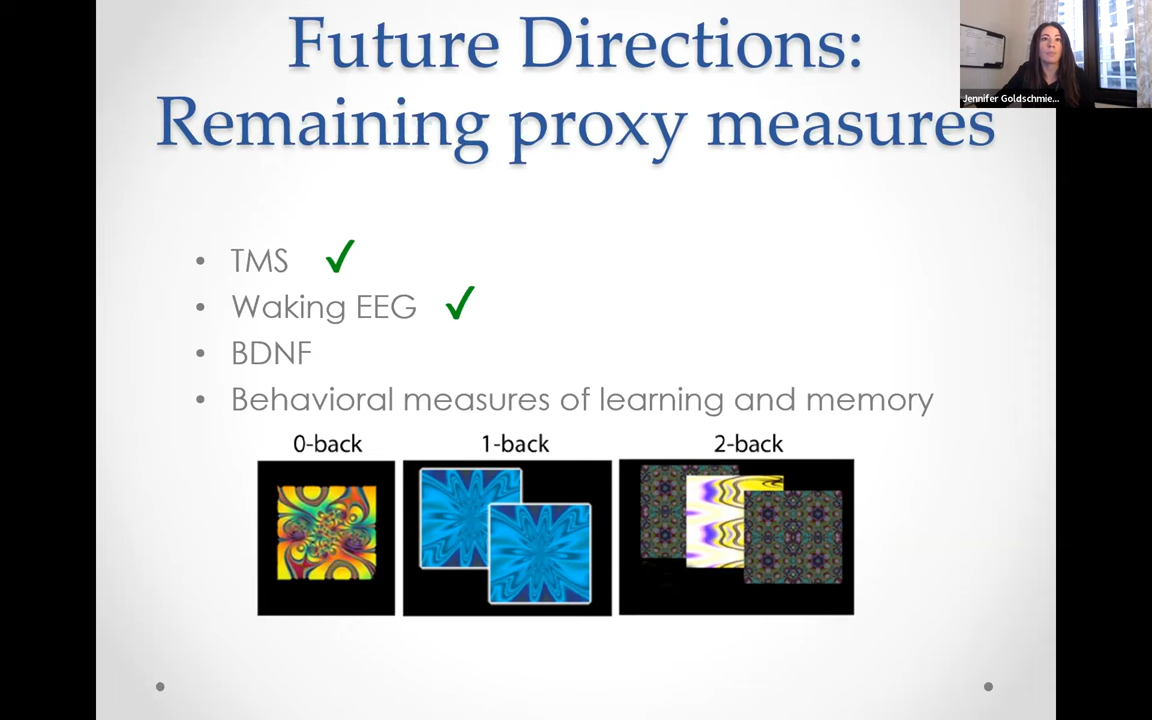 Future Directions:
Remaining proxy measures
Jennifer Goldschmie...
• TMS ✓
• Waking EEG ✓
• BDNF
• Behavioral measures of learning and memory
0-back 1-back 2-back